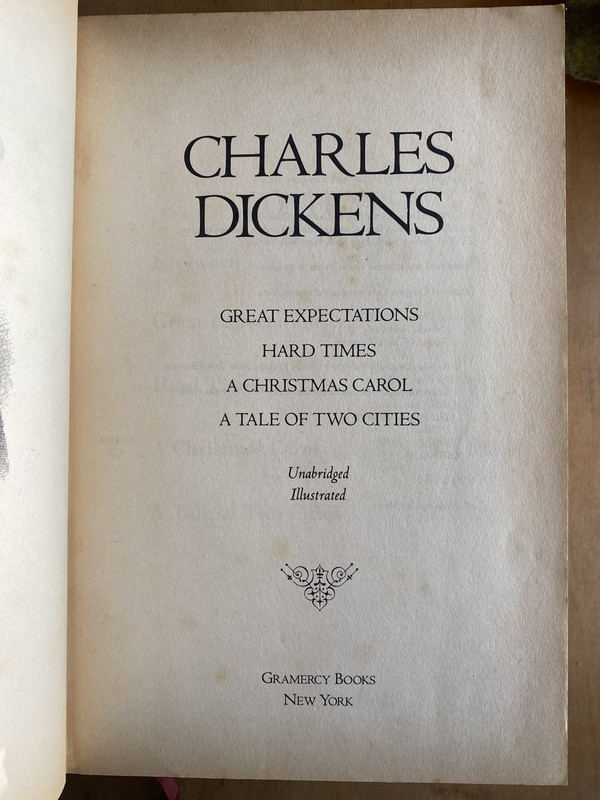 CHARLES
DICKENS
GREAT EXPECTATIONS
HARD TIMES
A CHRISTMAS CAROL
A TALE OF TWO CITIES
Unabridged
Illustrated
GRAMERCY BOOKS
NEW YORK